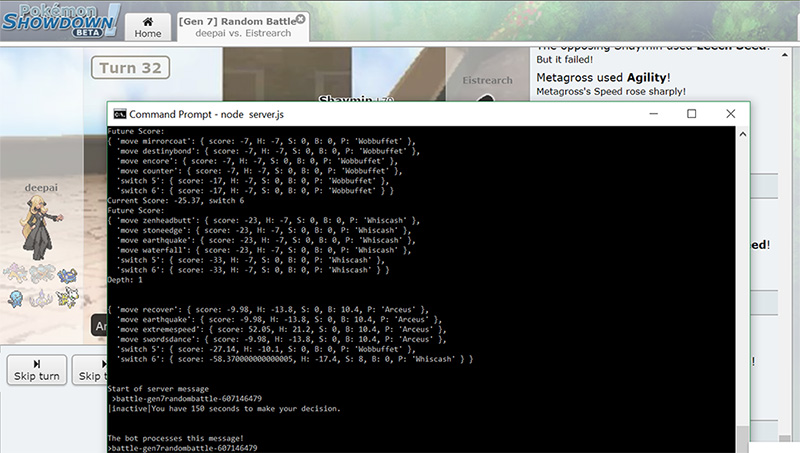 Pokémon
SHOWDOWN!
BETA
Home
[Gen 7] Random Battle
deepai vs. Eistrearch
Turn 32
Eistrearch
Shaymin L70
The opposing Shaymin used Leech Seed!
But it failed!
Metagross used Agility!
Metagross's Speed rose sharply!
Command Prompt - node server.js
Future Score:
{ 'move mirrorcoat': { score: -7, H: -7, S: 0, B: 0, P: 'Wobbuffet' },
'move destinybond': { score: -7, H: -7, S: 0, B: 0, P: 'Wobbuffet' },
'move encore': { score: -7, H: -7, S: 0, B: 0, P: 'Wobbuffet' },
'move counter': { score: -7, H: -7, S: 0, B: 0, P: 'Wobbuffet' },
'switch 5': { score: -17, H: -7, S: 0, B: 0, P: 'Wobbuffet' },
'switch 6': { score: -17, H: -7, S: 0, B: 0, P: 'Wobbuffet' } }
Current Score: -25.37, switch 6
Future Score:
{ 'move zenheadbutt': { score: -23, H: -7, S: 0, B: 0, P: 'Whiscash' },
'move stoneedge': { score: -23, H: -7, S: 0, B: 0, P: 'Whiscash' },
'move earthquake': { score: -23, H: -7, S: 0, B: 0, P: 'Whiscash' },
'move waterfall': { score: -23, H: -7, S: 0, B: 0, P: 'Whiscash' },
'switch 5': { score: -33, H: -7, S: 0, B: 0, P: 'Whiscash' },
'switch 6': { score: -33, H: -7, S: 0, B: 0, P: 'Whiscash' } }
Depth: 1
{ 'move recover': { score: -9.98, H: -13.8, S: 0, B: 10.4, P: 'Arceus' },
'move earthquake': { score: -9.98, H: -13.8, S: 0, B: 10.4, P: 'Arceus' },
'move extremespeed': { score: 52.05, H: 21.2, S: 0, B: 10.4, P: 'Arceus' },
'move swordsdance': { score: -9.98, H: -13.8, S: 0, B: 10.4, P: 'Arceus' },
'switch 5': { score: -27.14, H: -10.1, S: 0, B: 0, P: 'Wobbuffet' },
'switch 6': { score: -58.370000000000005, H: -17.4, S: 8, B: 0, P: 'Whiscash' } }
Start of server message
>battle-gen7randombattle-607146479
|inactive|You have 150 seconds to make your decision.
The bot processes this message!
>battle-gen7randombattle-607146479
deepai
Skip turn
Skip